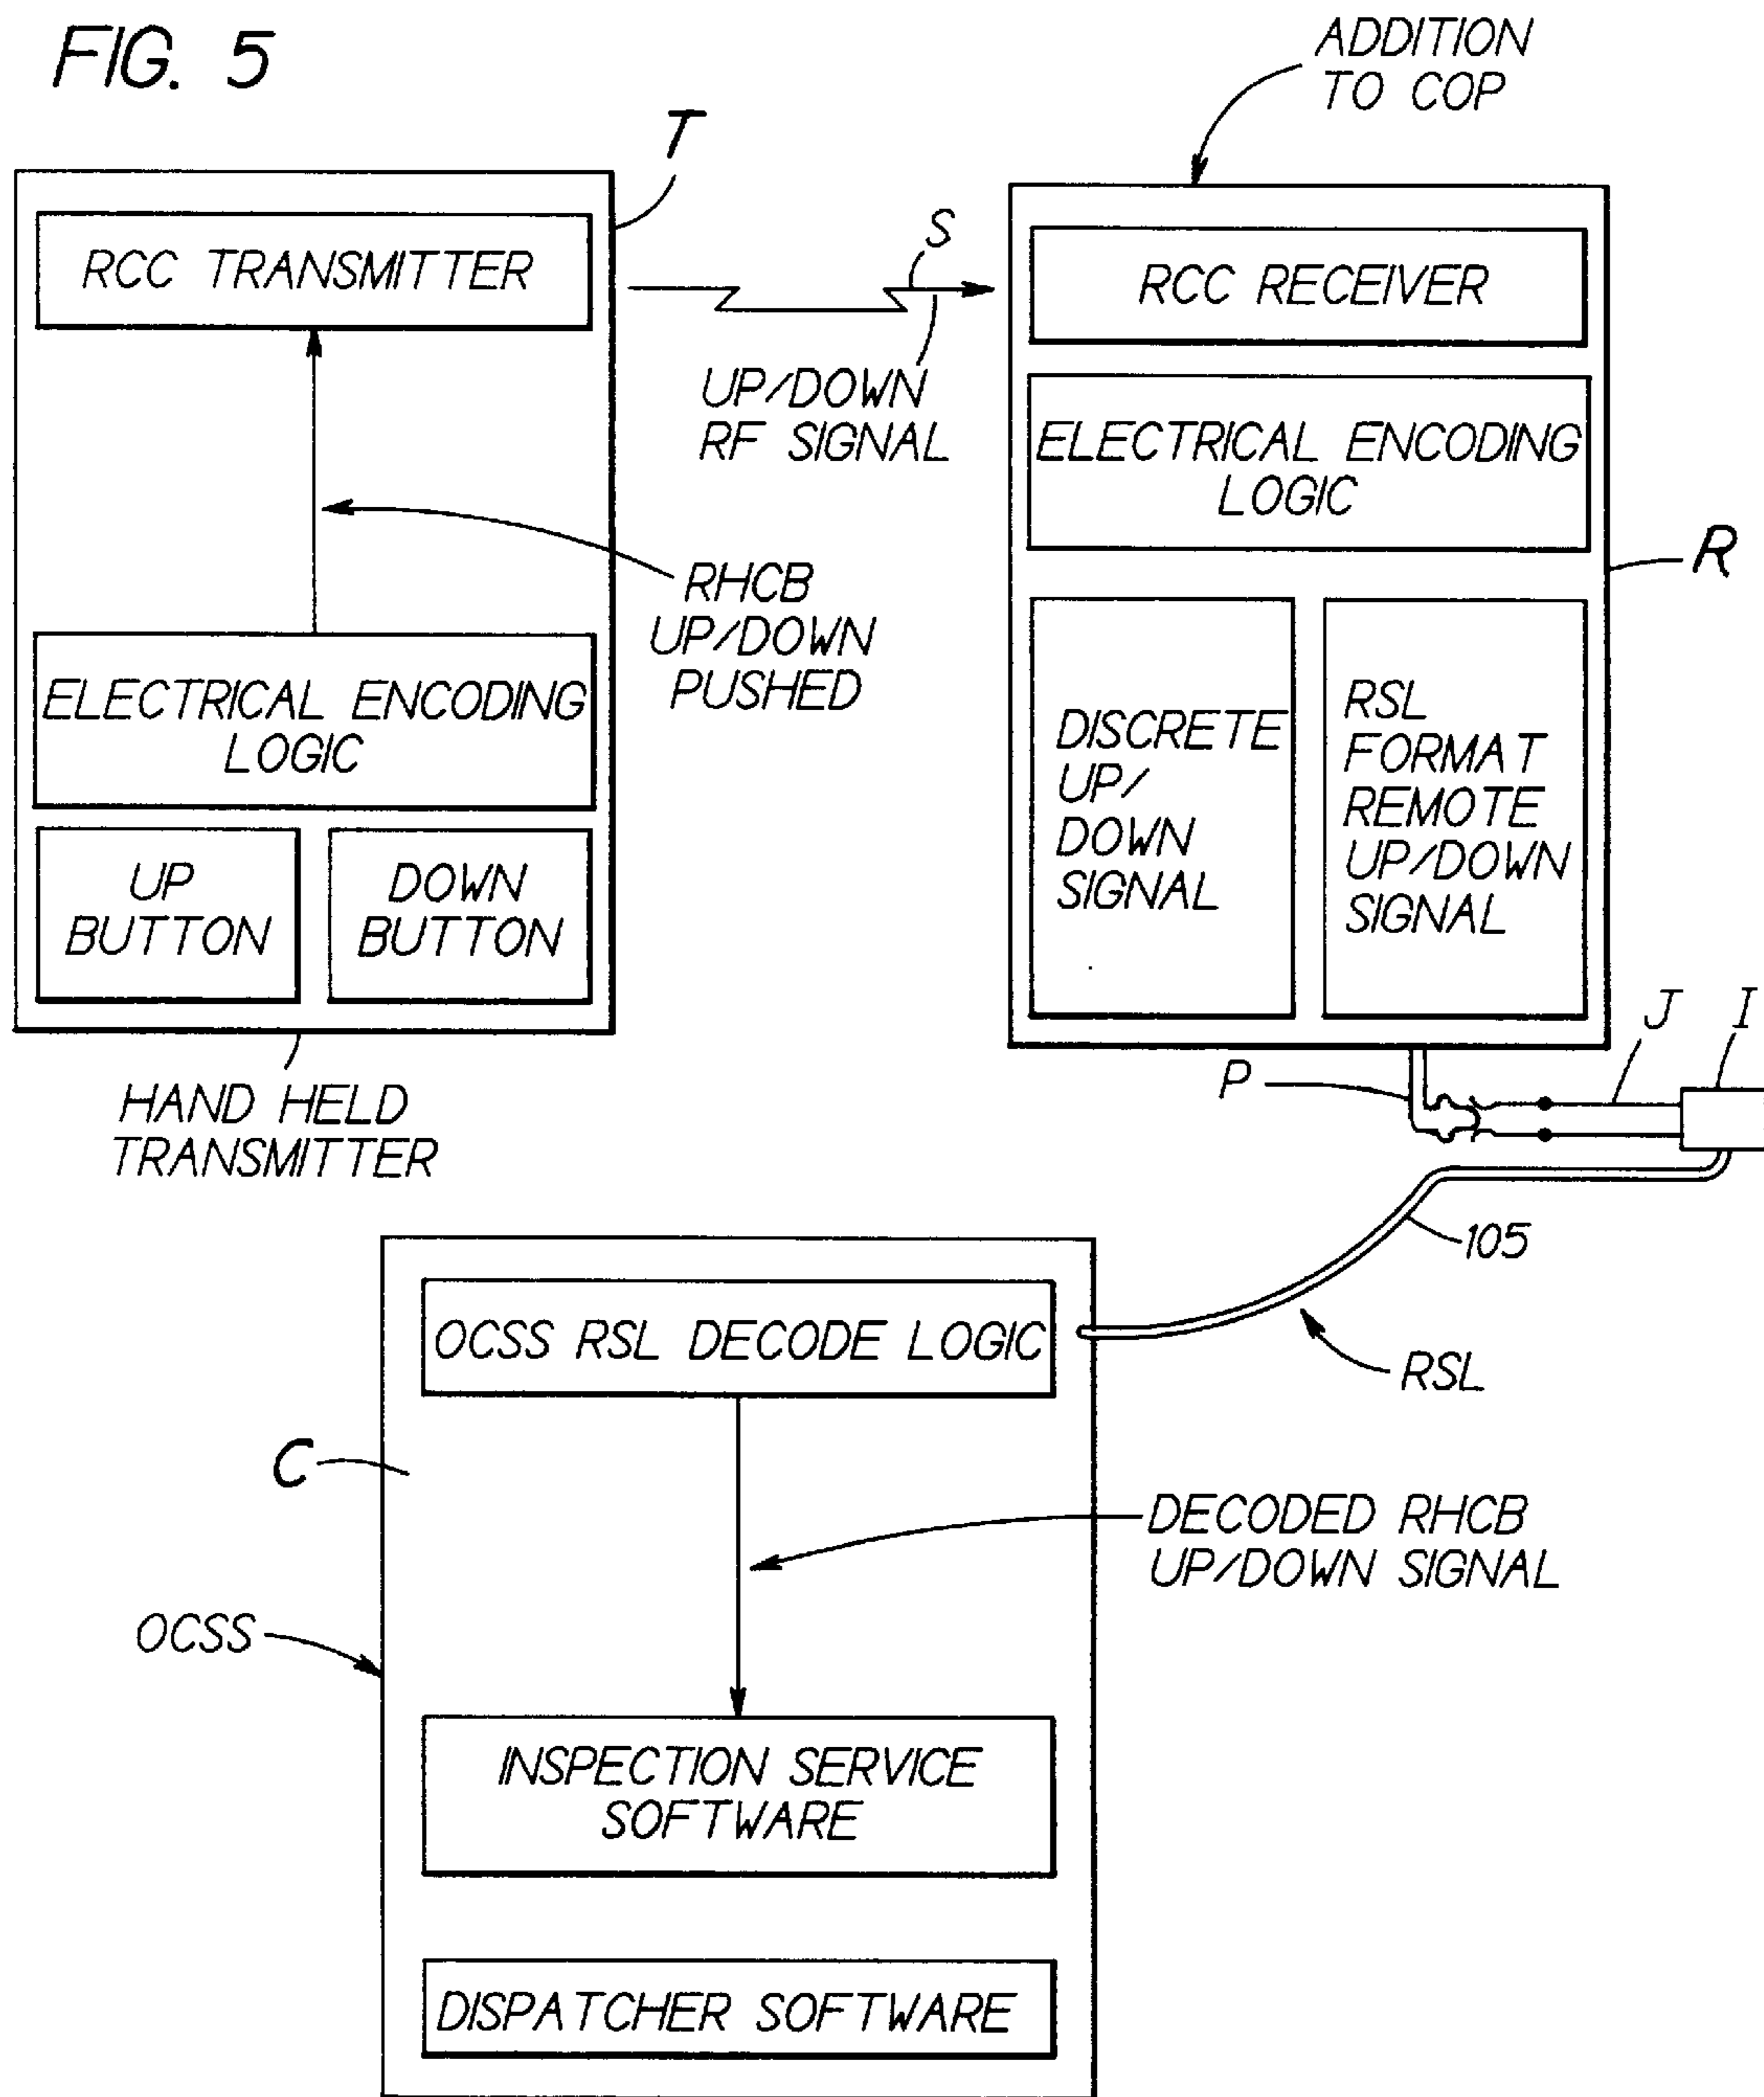 FIG. 5
ADDITION
TO COP
T
RCC TRANSMITTER
S
UP/DOWN
RF SIGNAL
RHCB
UP/DOWN
PUSHED
ELECTRICAL ENCODING
LOGIC
UP
BUTTON
DOWN
BUTTON
HAND HELD
TRANSMITTER
RCC RECEIVER
ELECTRICAL ENCODING
LOGIC
R
DISCRETE
UP/
DOWN
SIGNAL
RSL
FORMAT
REMOTE
UP/DOWN
SIGNAL
P
J
I
105
RSL
OCSS RSL DECODE LOGIC
C
DECODED RHCB
UP/DOWN SIGNAL
OCSS
INSPECTION SERVICE
SOFTWARE
DISPATCHER SOFTWARE